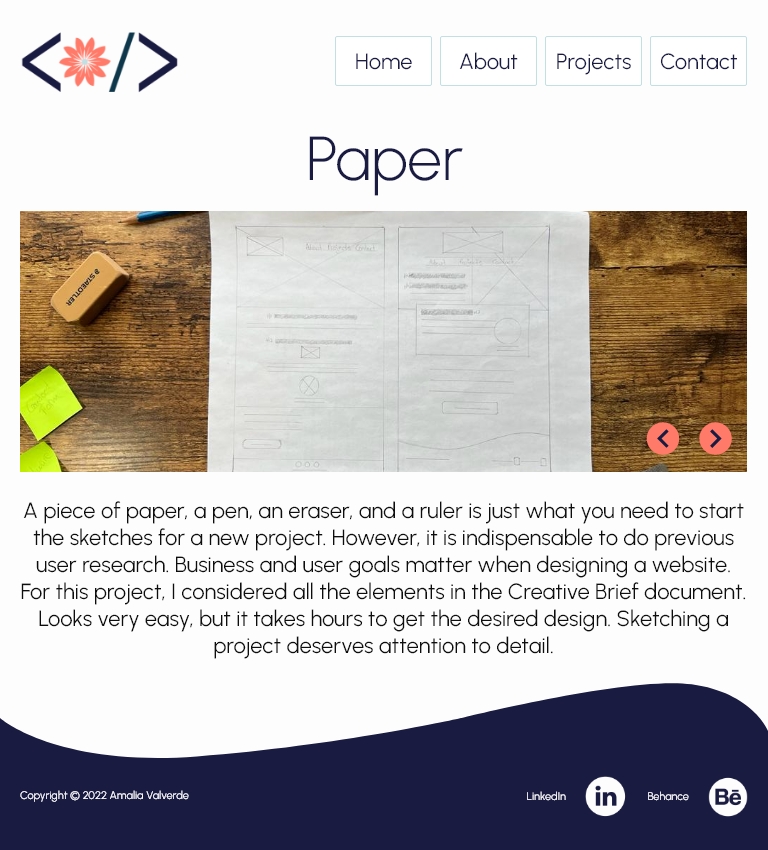 Home
About
Projects
Contact
Paper
STAEDTLER
A piece of paper, a pen, an eraser, and a ruler is just what you need to start
the sketches for a new project. However, it is indispensable to do previous
user research. Business and user goals matter when designing a website.
For this project, I considered all the elements in the Creative Brief document.
Looks very easy, but it takes hours to get the desired design. Sketching a
project deserves attention to detail.
Copyright © 2022 Amalia Valverde
LinkedIn
in
Behance
Bē